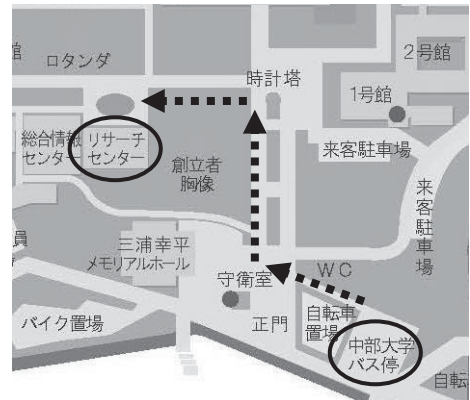 館
ロタンダ
時計塔
2号館
1号館
総合情報
センター
リサーチ
センター
創立者
胸像
来客駐車場
来客駐車場
員
三浦幸平
メモリアルホール
守衛室
WC
バイク置場
正門
自転車
置場
中部大学
バス停
自転